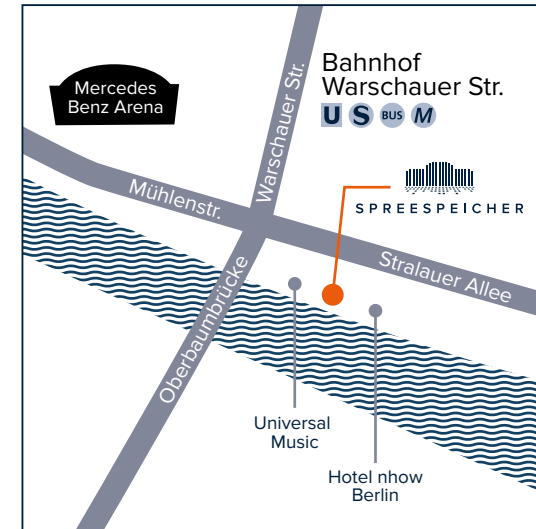 Mercedes
Benz Arena
Bahnhof
Warschauer Str.
U S BUS M
Warschauer Str.
Mühlenstr.
SPREESPEICHER
Stralauer Allee
Oberbaumbrücke
Universal
Music
Hotel nhow
Berlin